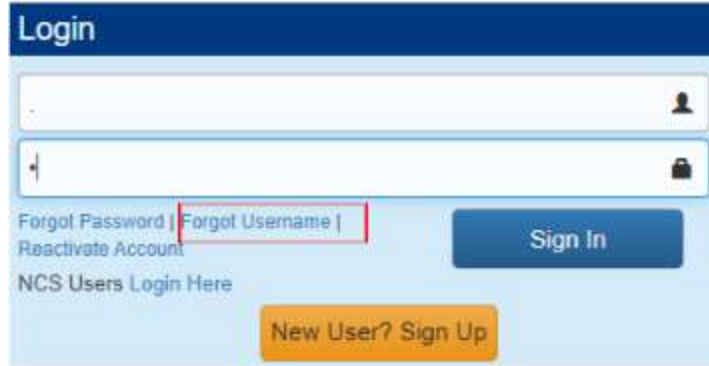 Login
.
•
Forgot Password | Forgot Username |
Reactivate Account
Sign In
NCS Users Login Here
New User? Sign Up